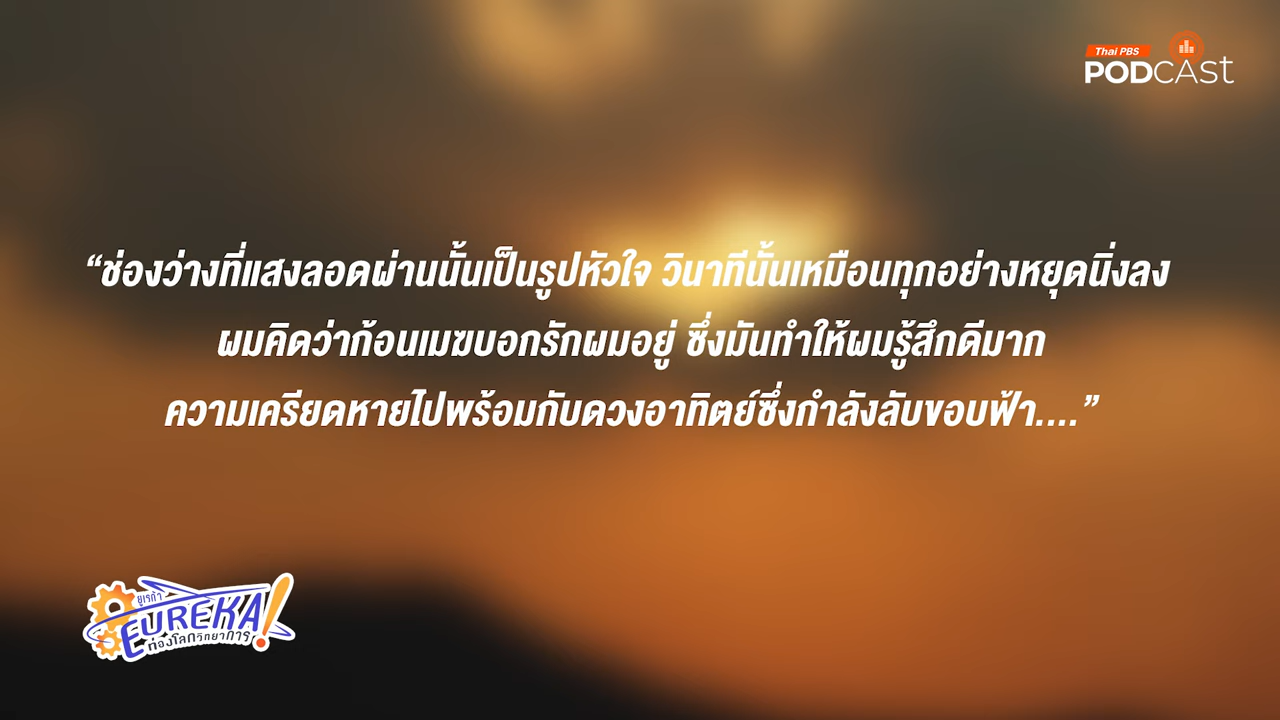 Thai PBS
PODCASt
“ช่องว่างที่แสงลอดผ่านนั้นเป็นรูปหัวใจ วินาทีนั้นเหมือนทุกอย่างหยุดนิ่งลง
ผมคิดว่าก้อนเมฆบอกรักผมอยู่ ซึ่งมันทำให้ผมรู้สึกดีมาก
ความเครียดหายไปพร้อมกับดวงอาทิตย์ซึ่งกำลังลับขอบฟ้า....”
ยูเรก้า
EUREKA!
ท่องโลกวิทยาการ